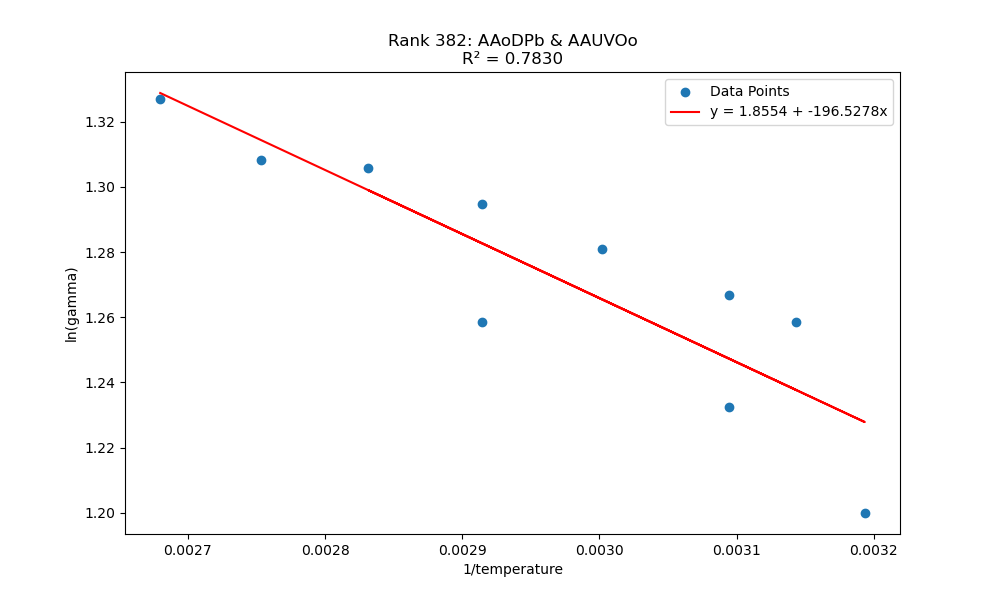 Rank 382: AAoDPb & AAUVOo
R² = 0.7830
Data Points
y = 1.8554 + -196.5278x
1.32
1.30
1.28
1.26
1.24
1.22
1.20
ln(gamma)
0.0027 0.0028 0.0029 0.0030 0.0031 0.0032
1/temperature